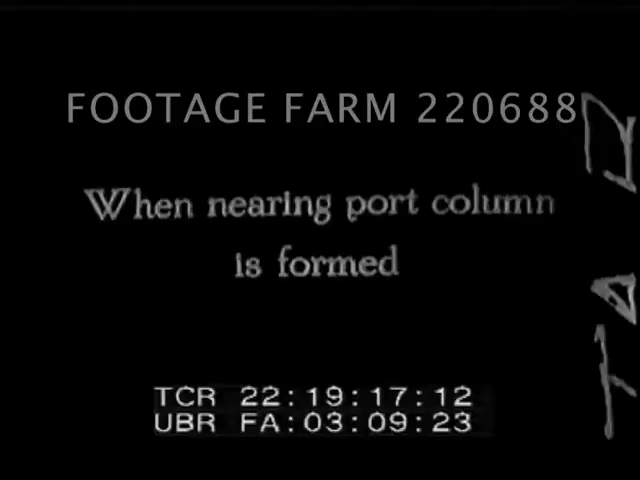 FOOTAGE FARM 220688
When nearing port column
is formed
TCR 22:19:17:12
UBR FA:03:09:23